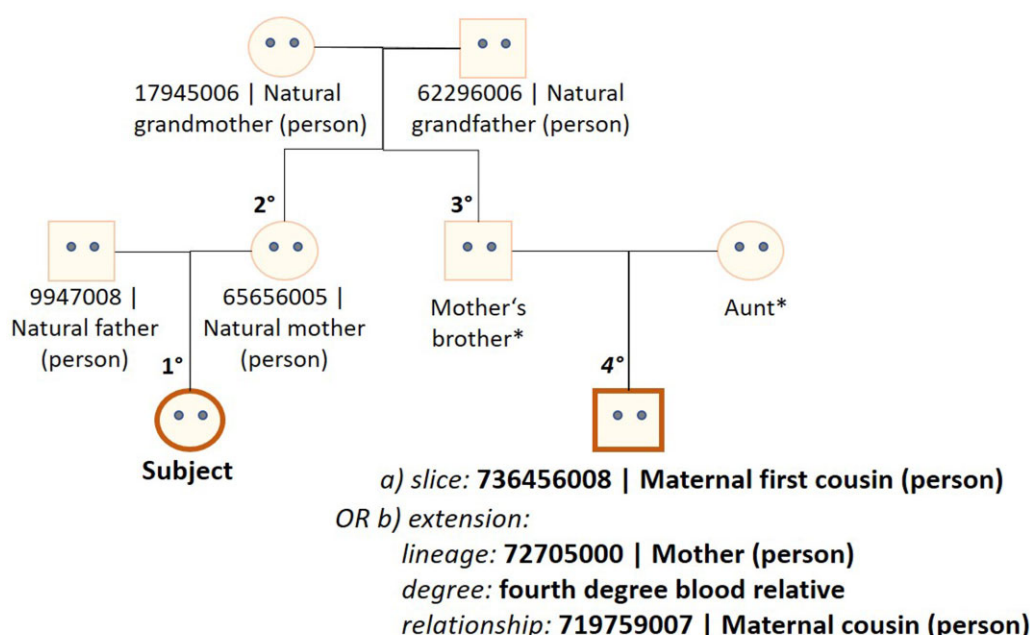 17945006 | Natural
grandmother (person)
62296006 | Natural
grandfather (person)
2°
3°
9947008 |
Natural father
(person)
65656005 |
Natural mother
(person)
Mother‘s
brother*
Aunt*
1°
4°
Subject
a) slice: 736456008 | Maternal first cousin (person)
OR b) extension:
lineage: 72705000 | Mother (person)
degree: fourth degree blood relative
relationship: 719759007 | Maternal cousin (person)